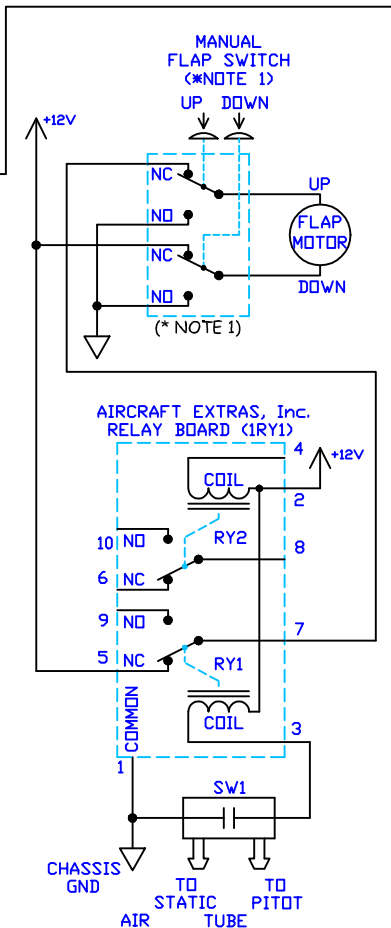 MANUAL
FLAP SWITCH
(*NOTE 1)
UP DOWN
+12V
NC
UP
NO
FLAP
MOTOR
NC
DOWN
NO
(* NOTE 1)
AIRCRAFT EXTRAS, Inc.
RELAY BOARD (1RY1)
4
+12V
COIL
2
10 NO
RY2
8
6 NC
9 NO
7
5 NC
RY1
COIL
3
COMMON
1
SW1
CHASSIS
GND
TO
STATIC
TO
PITOT
AIR TUBE